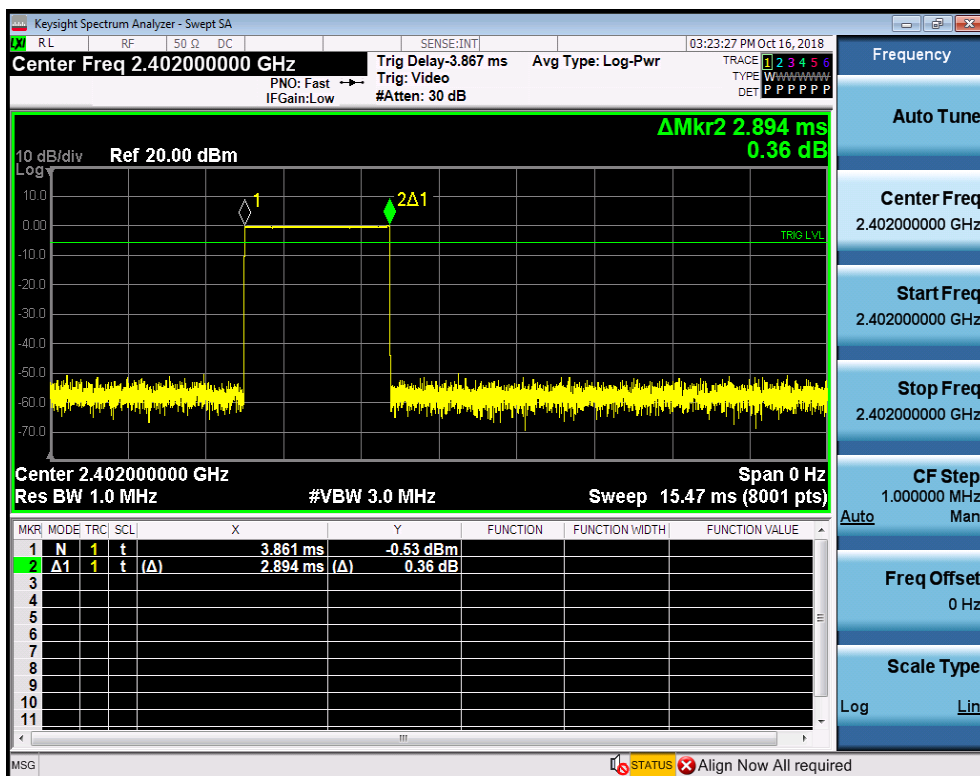 Keysight Spectrum Analyzer - Swept SA
LXI RL RF 50 Ω DC SENSE:INT 03:23:27 PM Oct 16, 2018
Center Freq 2.402000000 GHz
PNO: Fast
IFGain:Low
Trig Delay-3.867 ms
Trig: Video
#Atten: 30 dB
Avg Type: Log-Pwr
TRACE 1 2 3 4 5 6
TYPE WWWWWW
DET P P P P P P
ΔMkr2 2.894 ms
0.36 dB
10 dB/div
Log
Ref 20.00 dBm
10.0
0.00
-10.0
-20.0
-30.0
-40.0
-50.0
-60.0
-70.0
1
2Δ1
TRIG LVL
Center 2.402000000 GHz
Span 0 Hz
Res BW 1.0 MHz
#VBW 3.0 MHz
Sweep 15.47 ms (8001 pts)
MKR MODE TRC SCL X Y FUNCTION FUNCTION WIDTH FUNCTION VALUE
1 N 1 t 3.861 ms -0.53 dBm
2 Δ1 1 t (Δ) 2.894 ms (Δ) 0.36 dB
3
4
5
6
7
8
9
10
11
MSG
STATUS
Align Now All required
Frequency
Auto Tune
Center Freq
2.402000000 GHz
Start Freq
2.402000000 GHz
Stop Freq
2.402000000 GHz
CF Step
1.000000 MHz
Auto Man
Freq Offset
0 Hz
Scale Type
Log Lin